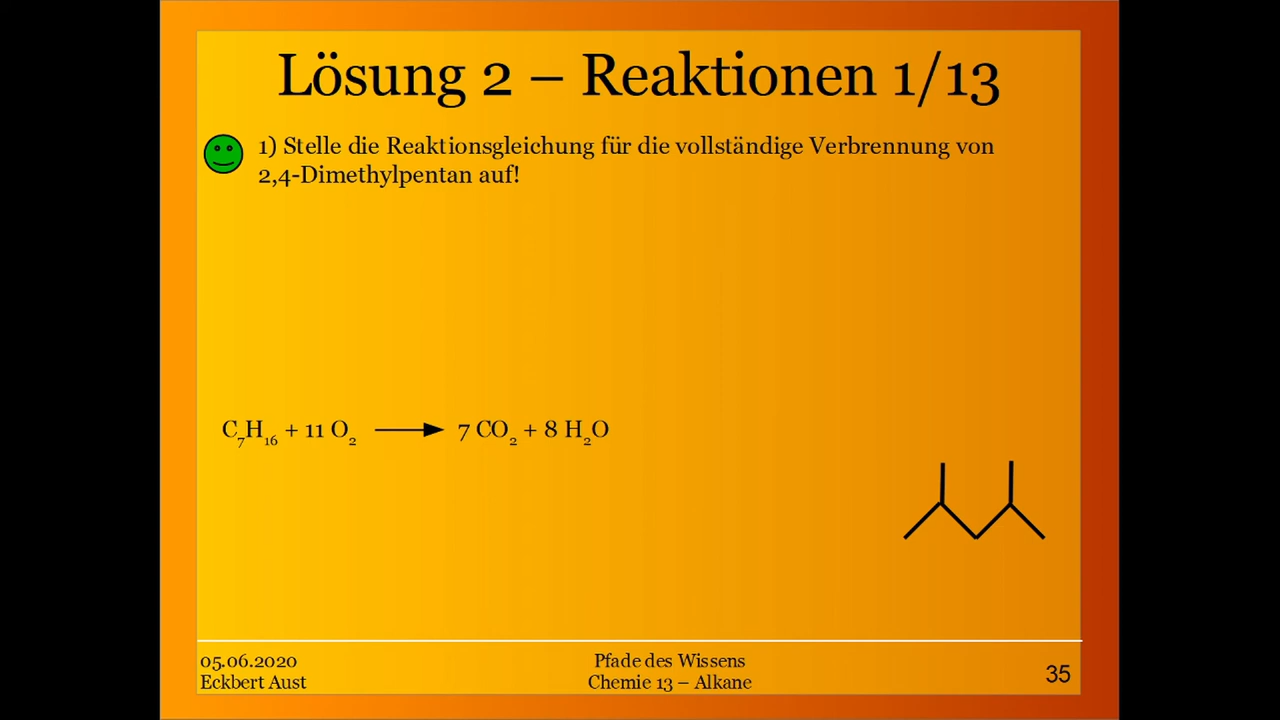 Lösung 2 – Reaktionen 1/13
1) Stelle die Reaktionsgleichung für die vollständige Verbrennung von
2,4-Dimethylpentan auf!
C₇H₁₆ + 11 O₂ ⟶ 7 CO₂ + 8 H₂O
05.06.2020
Eckbert Aust
Pfade des Wissens
Chemie 13 – Alkane
35